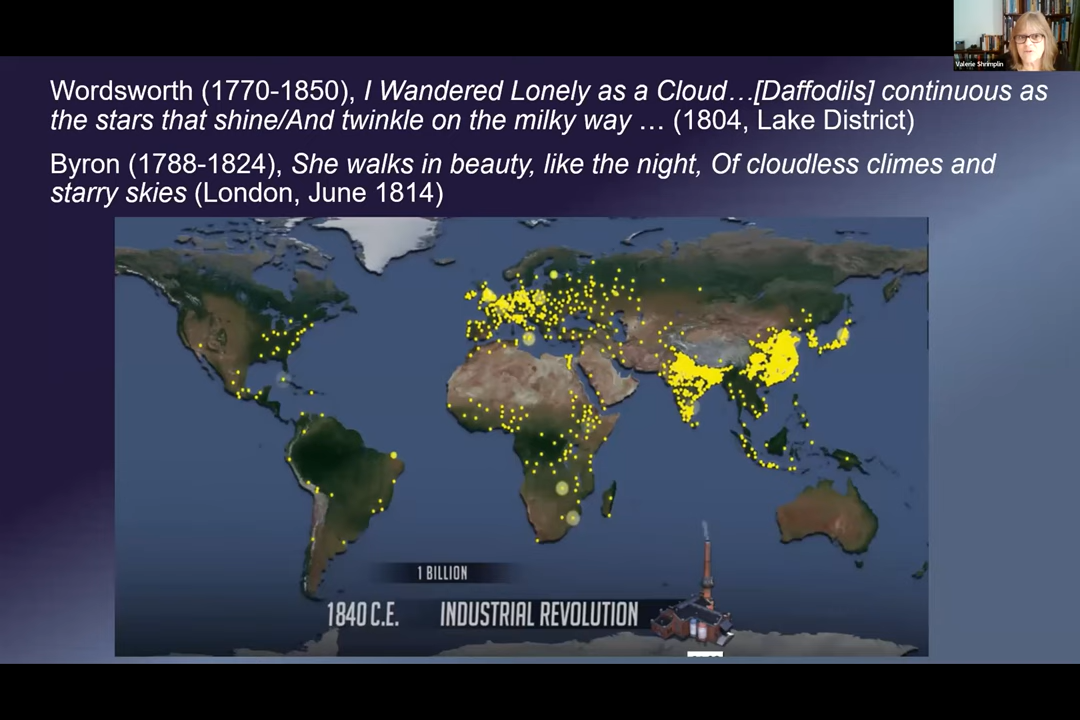 Valerie Shrimplin
Wordsworth (1770-1850), I Wandered Lonely as a Cloud…[Daffodils] continuous as
the stars that shine/And twinkle on the milky way … (1804, Lake District)
Byron (1788-1824), She walks in beauty, like the night, Of cloudless climes and
starry skies (London, June 1814)
1 BILLION
1840 C.E. INDUSTRIAL REVOLUTION